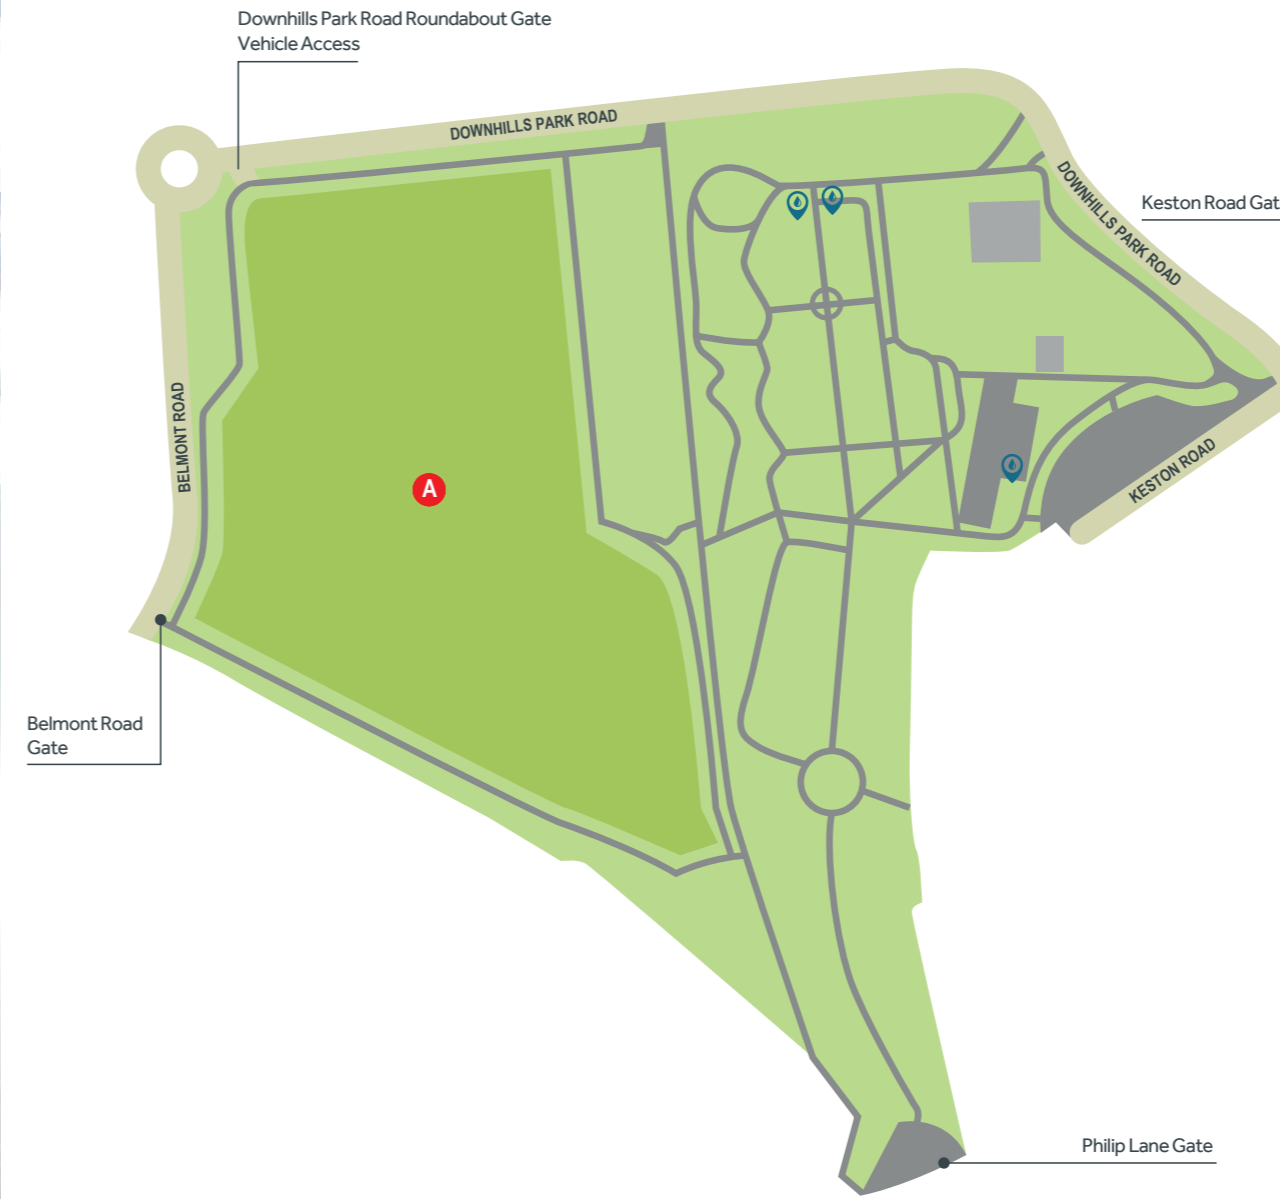 Downhills Park Road Roundabout Gate
Vehicle Access
DOWNHILLS PARK ROAD
DOWNHILLS PARK ROAD
Keston Road Gat
BELMONT ROAD
A
KESTON ROAD
Belmont Road
Gate
Philip Lane Gate